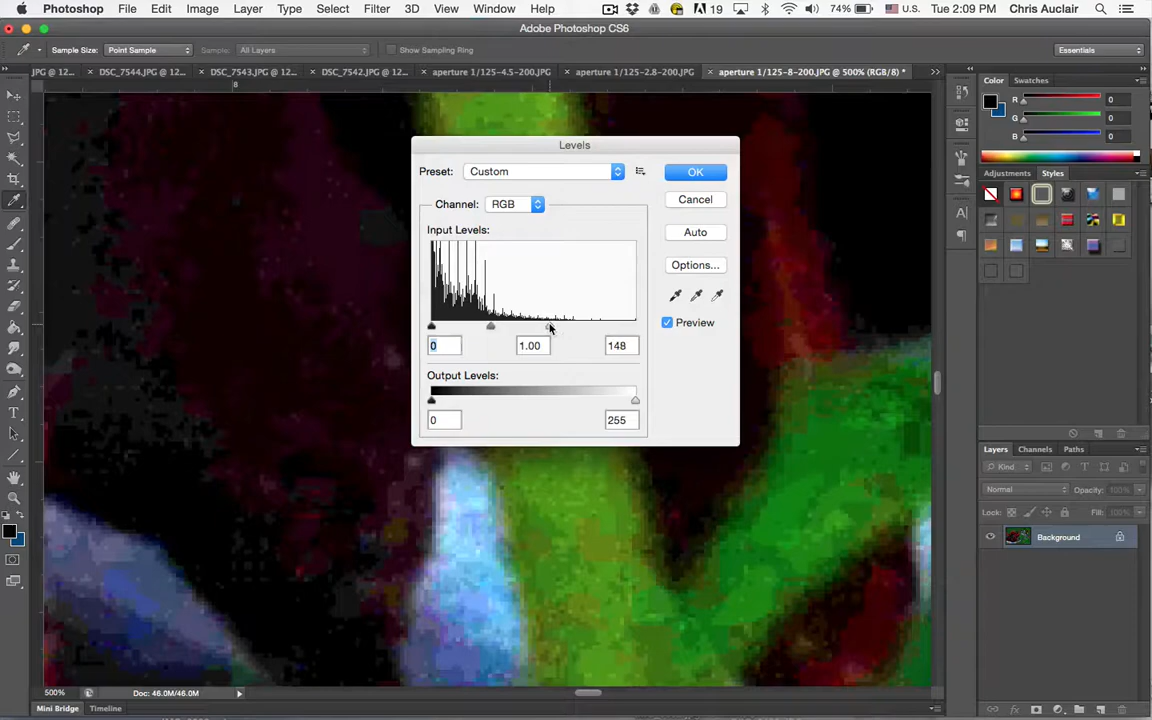 Photoshop File Edit Image Layer Type Select Filter 3D View Window Help 19 74% U.S. Tue 2:09 PM Chris Auclair
Adobe Photoshop CS6
Sample Size: Point Sample Sample: All Layers Show Sampling Ring Essentials
JPG @ 12... × DSC_7544.JPG @ 12... × DSC_7543.JPG @ 12... × DSC_7542.JPG @ 12... × aperture 1/125-4.5-200.JPG × aperture 1/125-2.8-200.JPG × aperture 1/125-8-200.JPG @ 500% (RGB/8) *
8
Color Swatches
R 0
G 0
B 0
Adjustments Styles
Levels
Preset: Custom OK
Cancel
Channel: RGB
Input Levels: Auto
Options...
Preview
0 1.00 148
Output Levels:
0 255
Layers Channels Paths
Kind
Normal Opacity: 100%
Lock: Fill: 100%
Background
500% Doc: 46.0M/46.0M
Mini Bridge Timeline